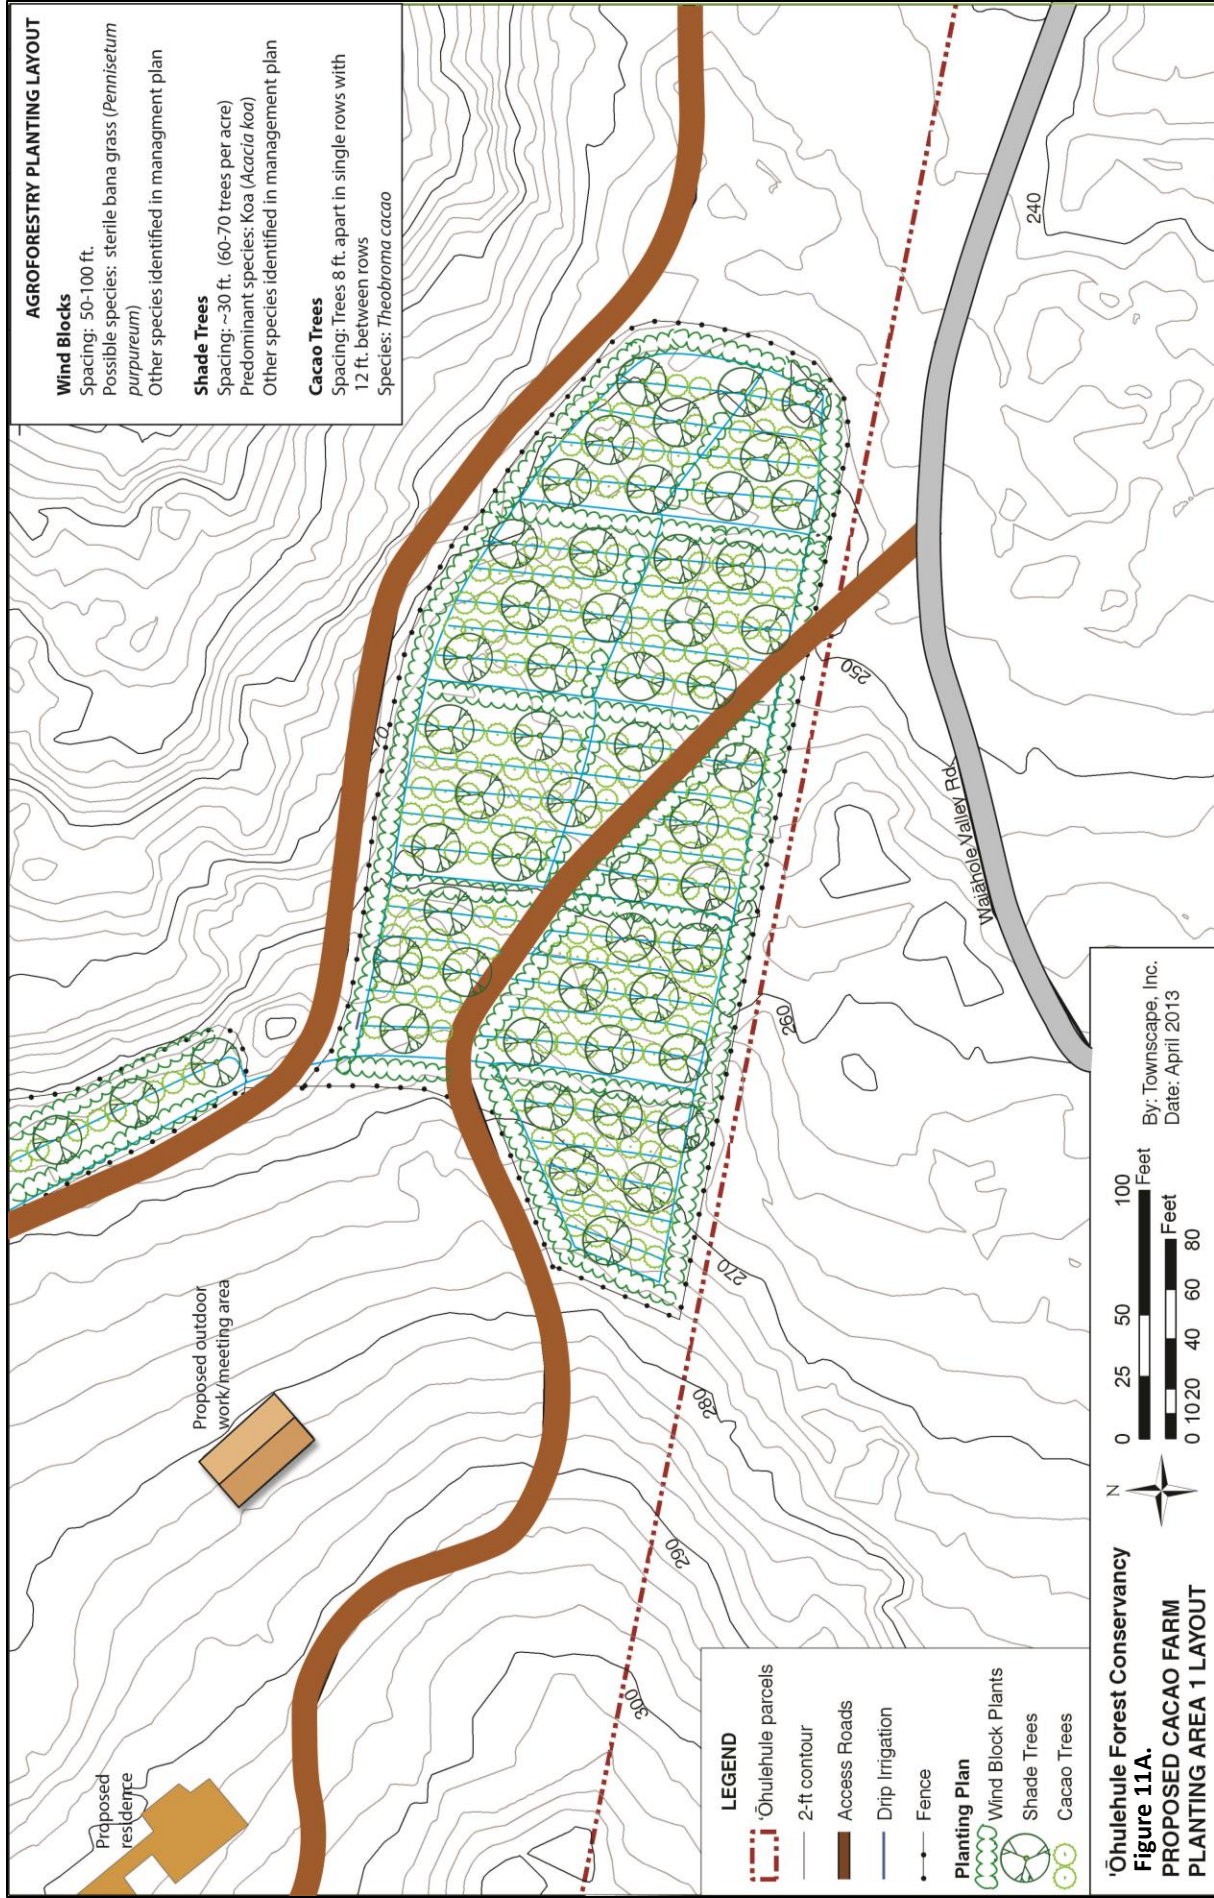 AGROFORESTRY PLANTING LAYOUT
Wind Blocks
Spacing: 50-100 ft.
Possible species: sterile bana grass (Pennisetum
purpureum)
Other species identified in managment plan
Shade Trees
Spacing: ~30 ft. (60-70 trees per acre)
Predominant species: Koa (Acacia koa)
Other species identified in management plan
Cacao Trees
Spacing: Trees 8 ft. apart in single rows with
12 ft. between rows
Species: Theobroma cacao
Proposed
residence
Proposed outdoor
work/meeting area
270
240
250
260
270
280
290
300
Waiāhole Valley Rd.
LEGEND
ʻŌhulehule parcels
2-ft contour
Access Roads
Drip Irrigation
Fence
Planting Plan
Wind Block Plants
Shade Trees
Cacao Trees
ʻŌhulehule Forest Conservancy
Figure 11A.
PROPOSED CACAO FARM
PLANTING AREA 1 LAYOUT
N
0 25 50 100
Feet
0 10 20 40 60 80
Feet
By: Townscape, Inc.
Date: April 2013